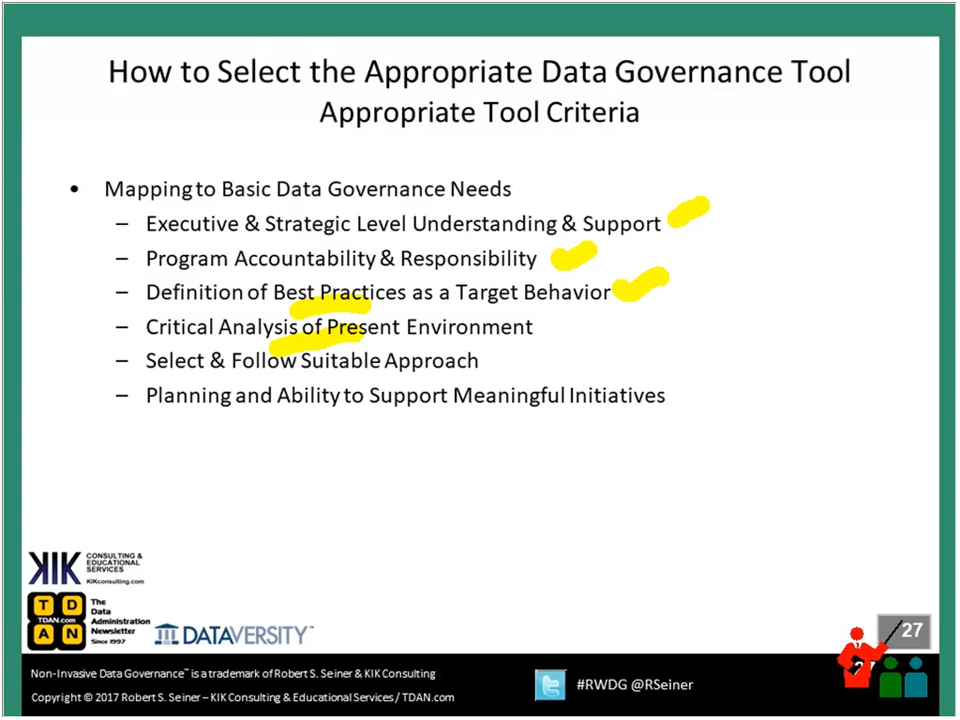 How to Select the Appropriate Data Governance Tool
Appropriate Tool Criteria
• Mapping to Basic Data Governance Needs
– Executive & Strategic Level Understanding & Support
– Program Accountability & Responsibility
– Definition of Best Practices as a Target Behavior
– Critical Analysis of Present Environment
– Select & Follow Suitable Approach
– Planning and Ability to Support Meaningful Initiatives
KIK
CONSULTING &
EDUCATIONAL
SERVICES
KIKconsulting.com
T D
TDAN.com
A N
The
Data
Administration
Newsletter
Since 1997
DATAVERSITY™
27
Non-Invasive Data Governance™ is a trademark of Robert S. Seiner & KIK Consulting
Copyright © 2017 Robert S. Seiner – KIK Consulting & Educational Services / TDAN.com
#RWDG @RSeiner